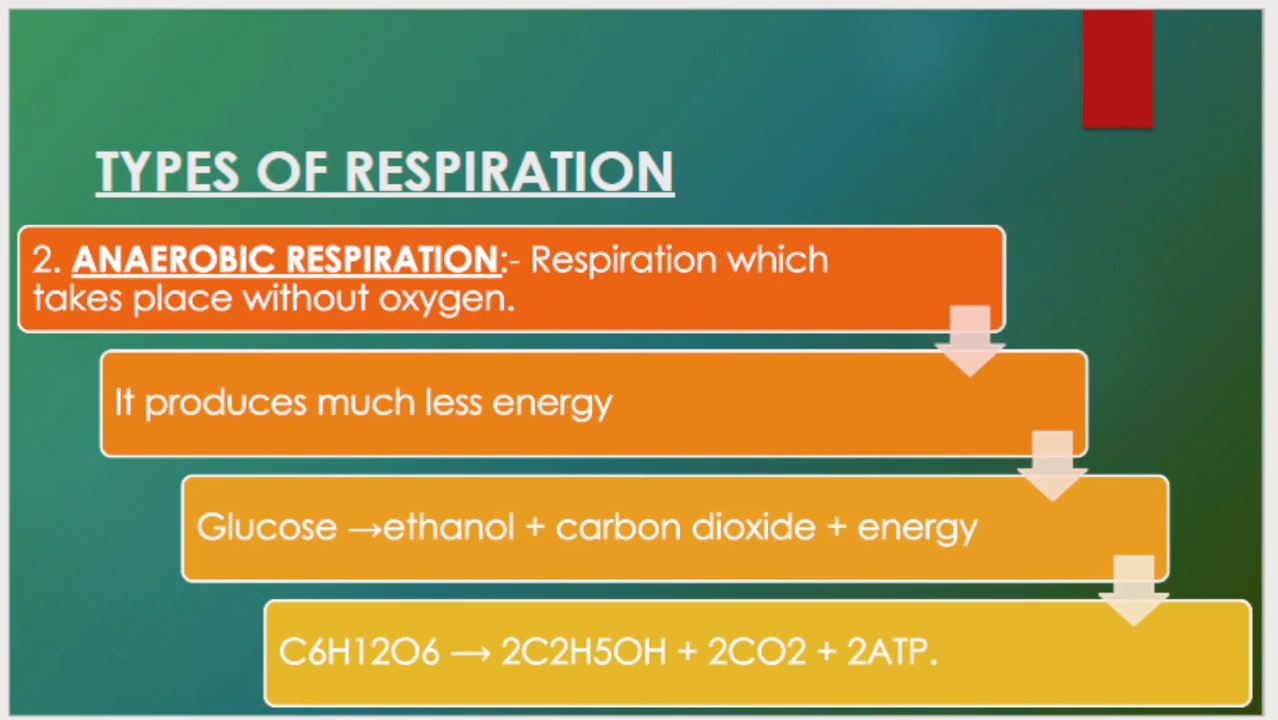 TYPES OF RESPIRATION
2. ANAEROBIC RESPIRATION:- Respiration which
takes place without oxygen.
It produces much less energy
Glucose →ethanol + carbon dioxide + energy
C6H12O6 → 2C2H5OH + 2CO2 + 2ATP.